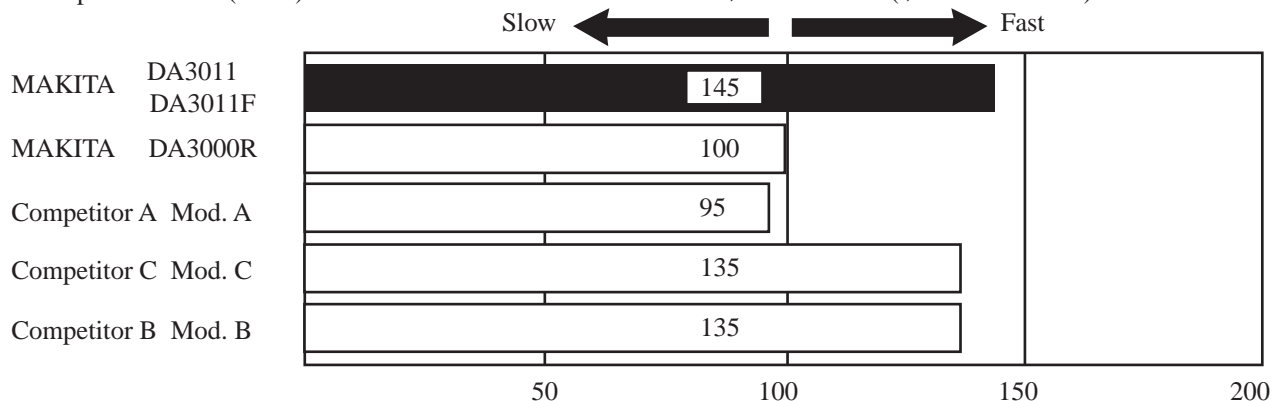 Slow Fast
MAKITA DA3011 DA3011F 145
MAKITA DA3000R 100
Competitor A Mod. A 95
Competitor C Mod. C 135
Competitor B Mod. B 135
50 100 150 200